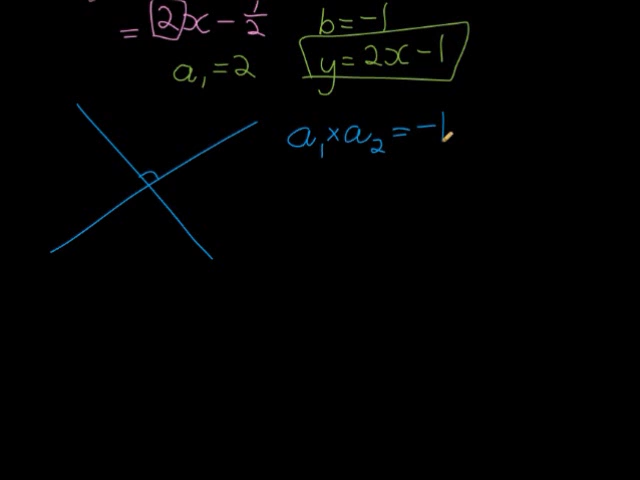 b = -1
= 2x - 1/2
y = 2x - 1
a₁ = 2
a₁ × a₂ = -1